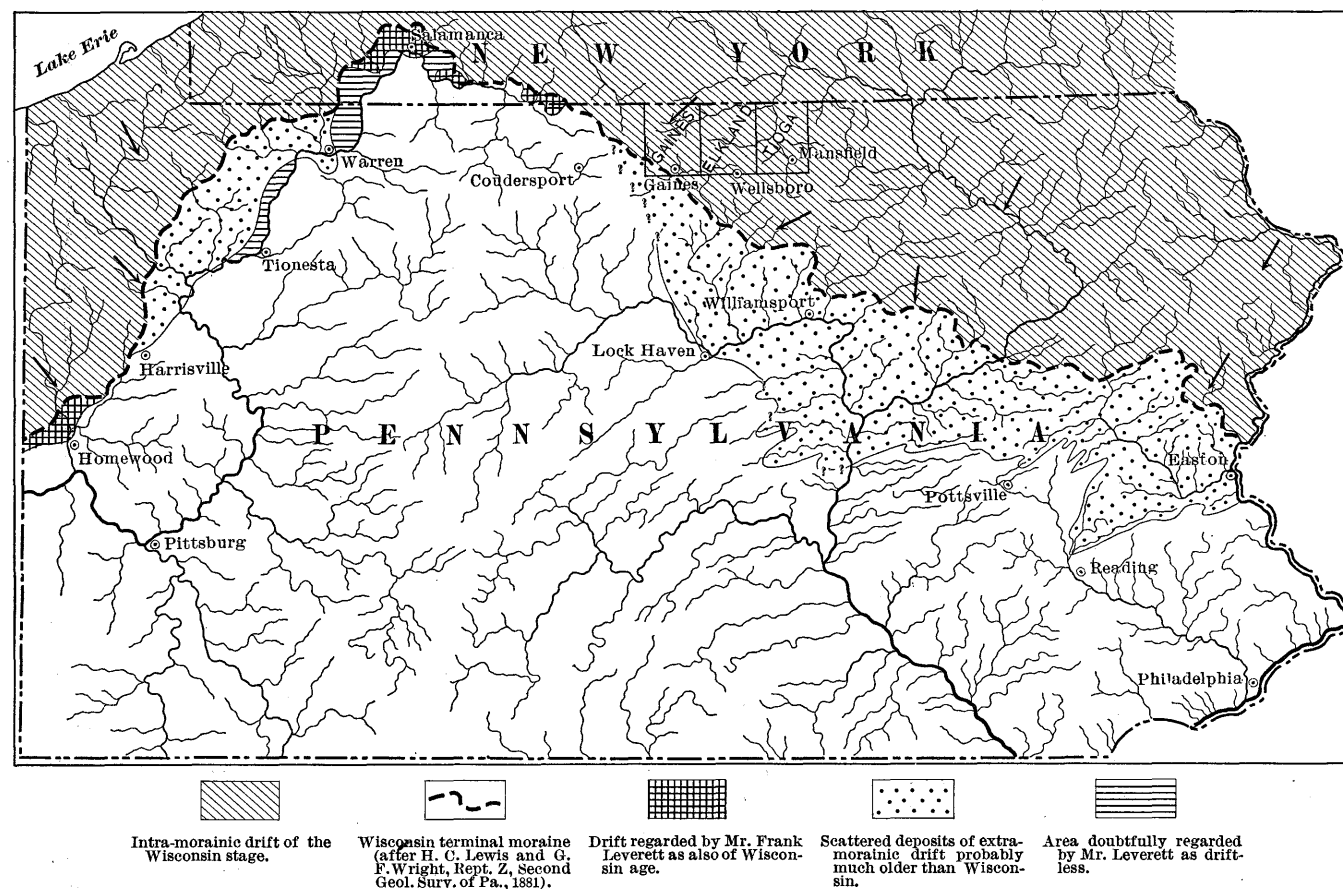 Lake Erie
Salamanca
NEW YORK
GAINES
ELKLAND
TIOGA
Warren
Mansfield
Coudersport
Gaines
Wellsboro
? ? ? ?
Tionesta
Williamsport
Lock Haven
Harrisville
?
PENNSYLVANIA
Homewood
Easton
?-?
Pottsville
Pittsburg
Reading
Philadelphia
Intra-morainic drift of the
Wisconsin stage.
Wisconsin terminal moraine
(after H. C. Lewis and G.
F. Wright, Rept. Z, Second
Geol. Surv. of Pa., 1881).
Drift regarded by Mr. Frank
Leverett as also of Wiscon-
sin age.
Scattered deposits of extra-
morainic drift probably
much older than Wiscon-
sin.
Area doubtfully regarded
by Mr. Leverett as drift-
less.